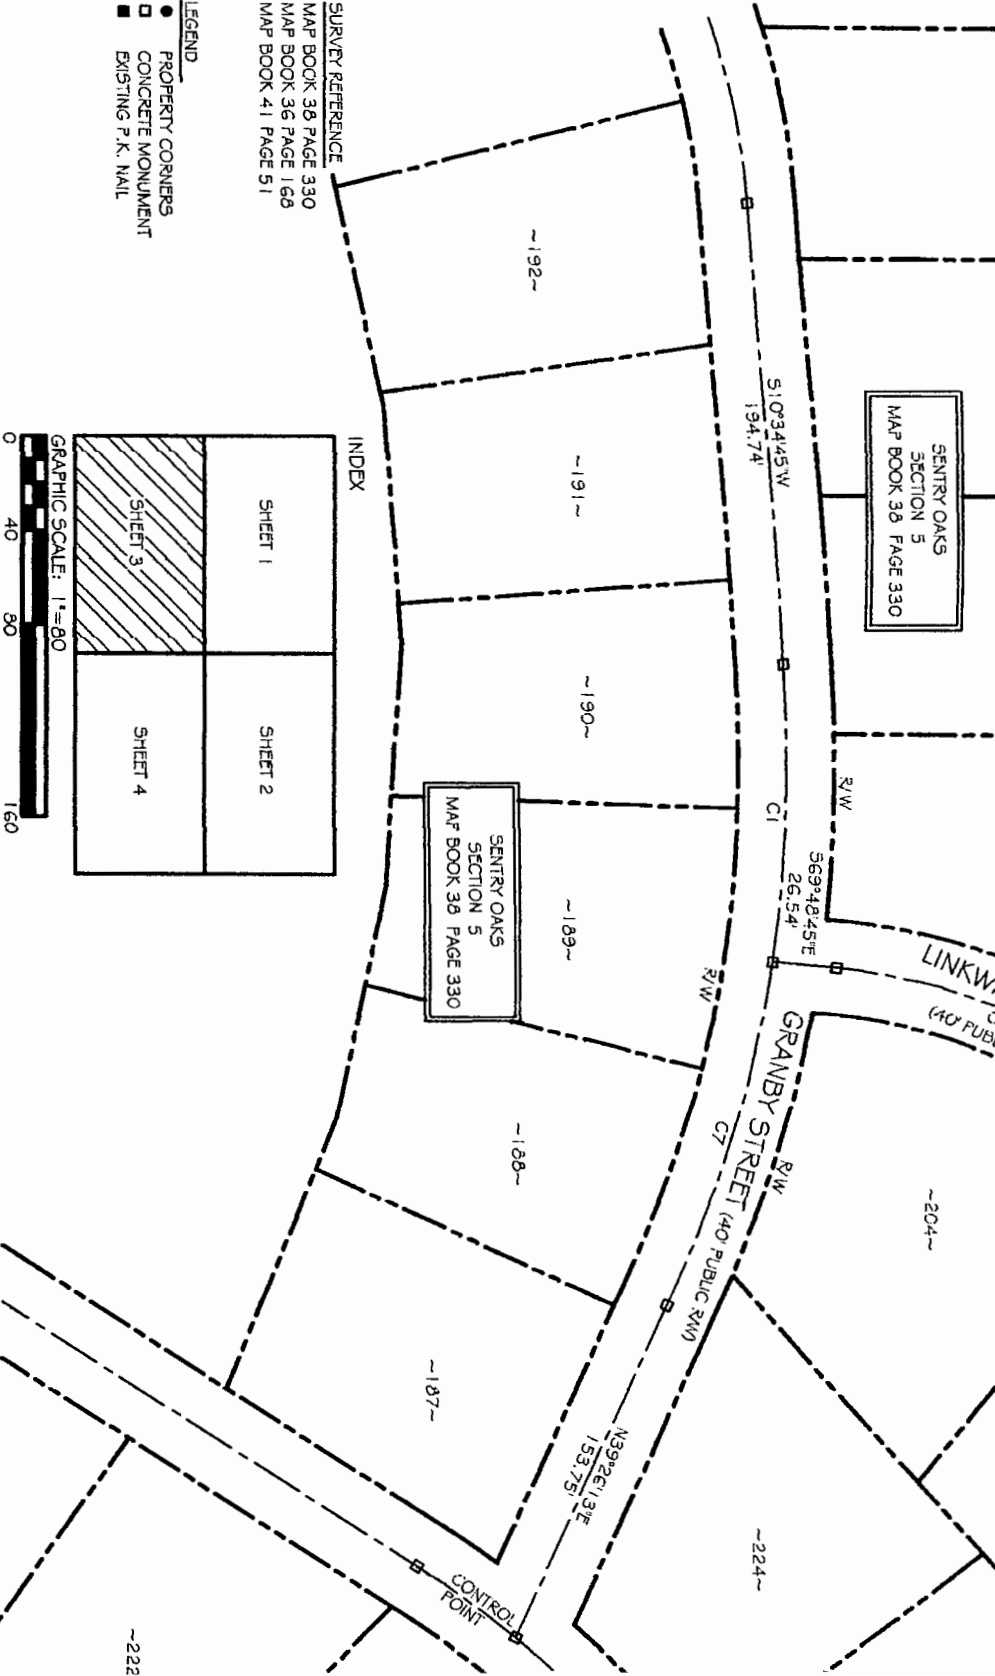 SURVEY REFERENCE
MAP BOOK 38 PAGE 330
MAP BOOK 36 PAGE 168
MAP BOOK 41 PAGE 51
LEGEND
PROPERTY CORNERS
CONCRETE MONUMENT
EXISTING P.K. NAIL
SENTRY OAKS
SECTION 5
MAP BOOK 38 PAGE 330
S10°34'45"W
194.74'
~192~
~191~
~190~
~189~
~188~
~187~
R/W
C1
S69°48'45"E
26.54'
(40' PUBL
R/W
GRANBY STREET (40' PUBLIC R/W)
C7
R/W
~204~
SENTRY OAKS
SECTION 5
MAP BOOK 38 PAGE 330
N39°26'13"E
153.75'
~224~
CONTROL
POINT
~222
INDEX
SHEET 1
SHEET 2
SHEET 3
SHEET 4
GRAPHIC SCALE: 1"=80
0 40 80 160